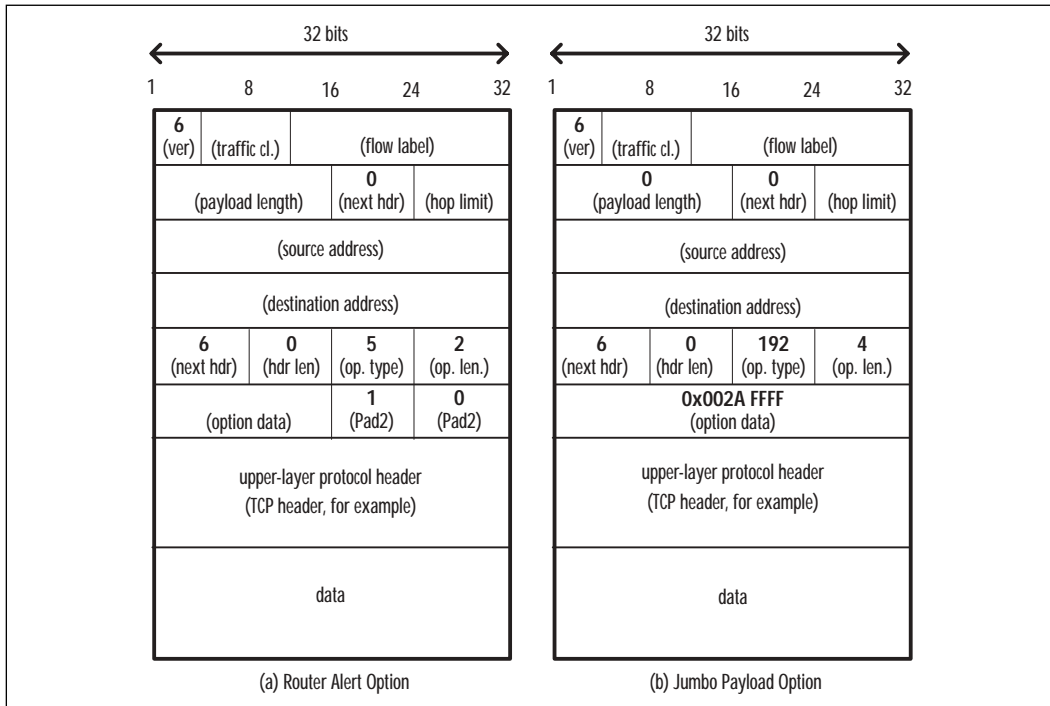 32 bits
1 8 16 24 32
6
(ver) (traffic cl.) (flow label)
0
(payload length) (next hdr) (hop limit)
(source address)
(destination address)
6 0 5 2
(next hdr) (hdr len) (op. type) (op. len.)
1 0
(option data) (Pad2) (Pad2)
upper-layer protocol header
(TCP header, for example)
data
(a) Router Alert Option
32 bits
1 8 16 24 32
6
(ver) (traffic cl.) (flow label)
0 0
(payload length) (next hdr) (hop limit)
(source address)
(destination address)
6 0 192 4
(next hdr) (hdr len) (op. type) (op. len.)
0x002A FFFF
(option data)
upper-layer protocol header
(TCP header, for example)
data
(b) Jumbo Payload Option